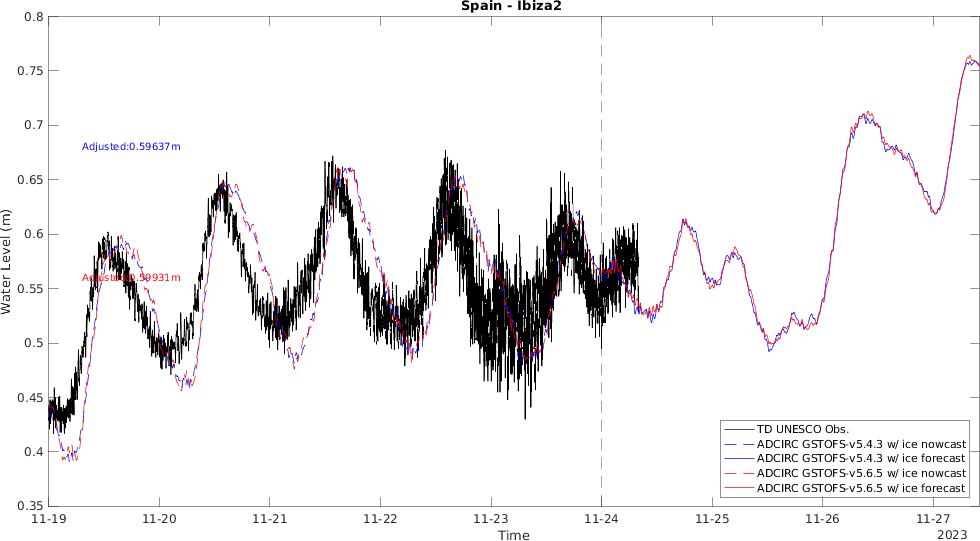 Spain - Ibiza2
0.8
0.75
0.7
0.65
0.6
0.55
0.5
0.45
0.4
0.35
Water Level (m)
Adjusted:0.59637m
Adjusted:0.59931m
TD UNESCO Obs.
ADCIRC GSTOFS-v5.4.3 w/ ice nowcast
ADCIRC GSTOFS-v5.4.3 w/ ice forecast
ADCIRC GSTOFS-v5.6.5 w/ ice nowcast
ADCIRC GSTOFS-v5.6.5 w/ ice forecast
11-19 11-20 11-21 11-22 11-23 11-24 11-25 11-26 11-27
Time
2023